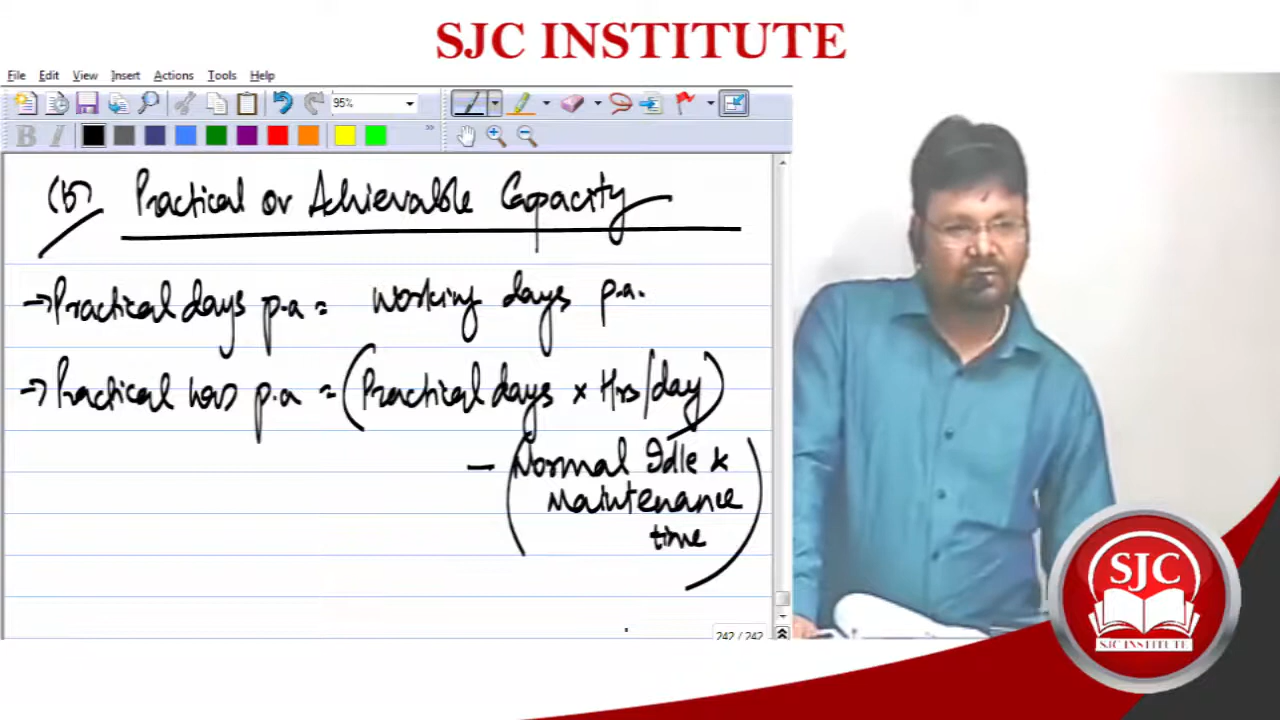 SJC INSTITUTE
File Edit View Insert Actions Tools Help
95%
B I
(b) Practical or Achievable Capacity
→ Practical days p.a = Working days p.a.
→ Practical hrs p.a = (Practical days × Hrs/day)
- (Normal Idle &
Maintenance
time)
242 / 242
SJC
SJC INSTITUTE